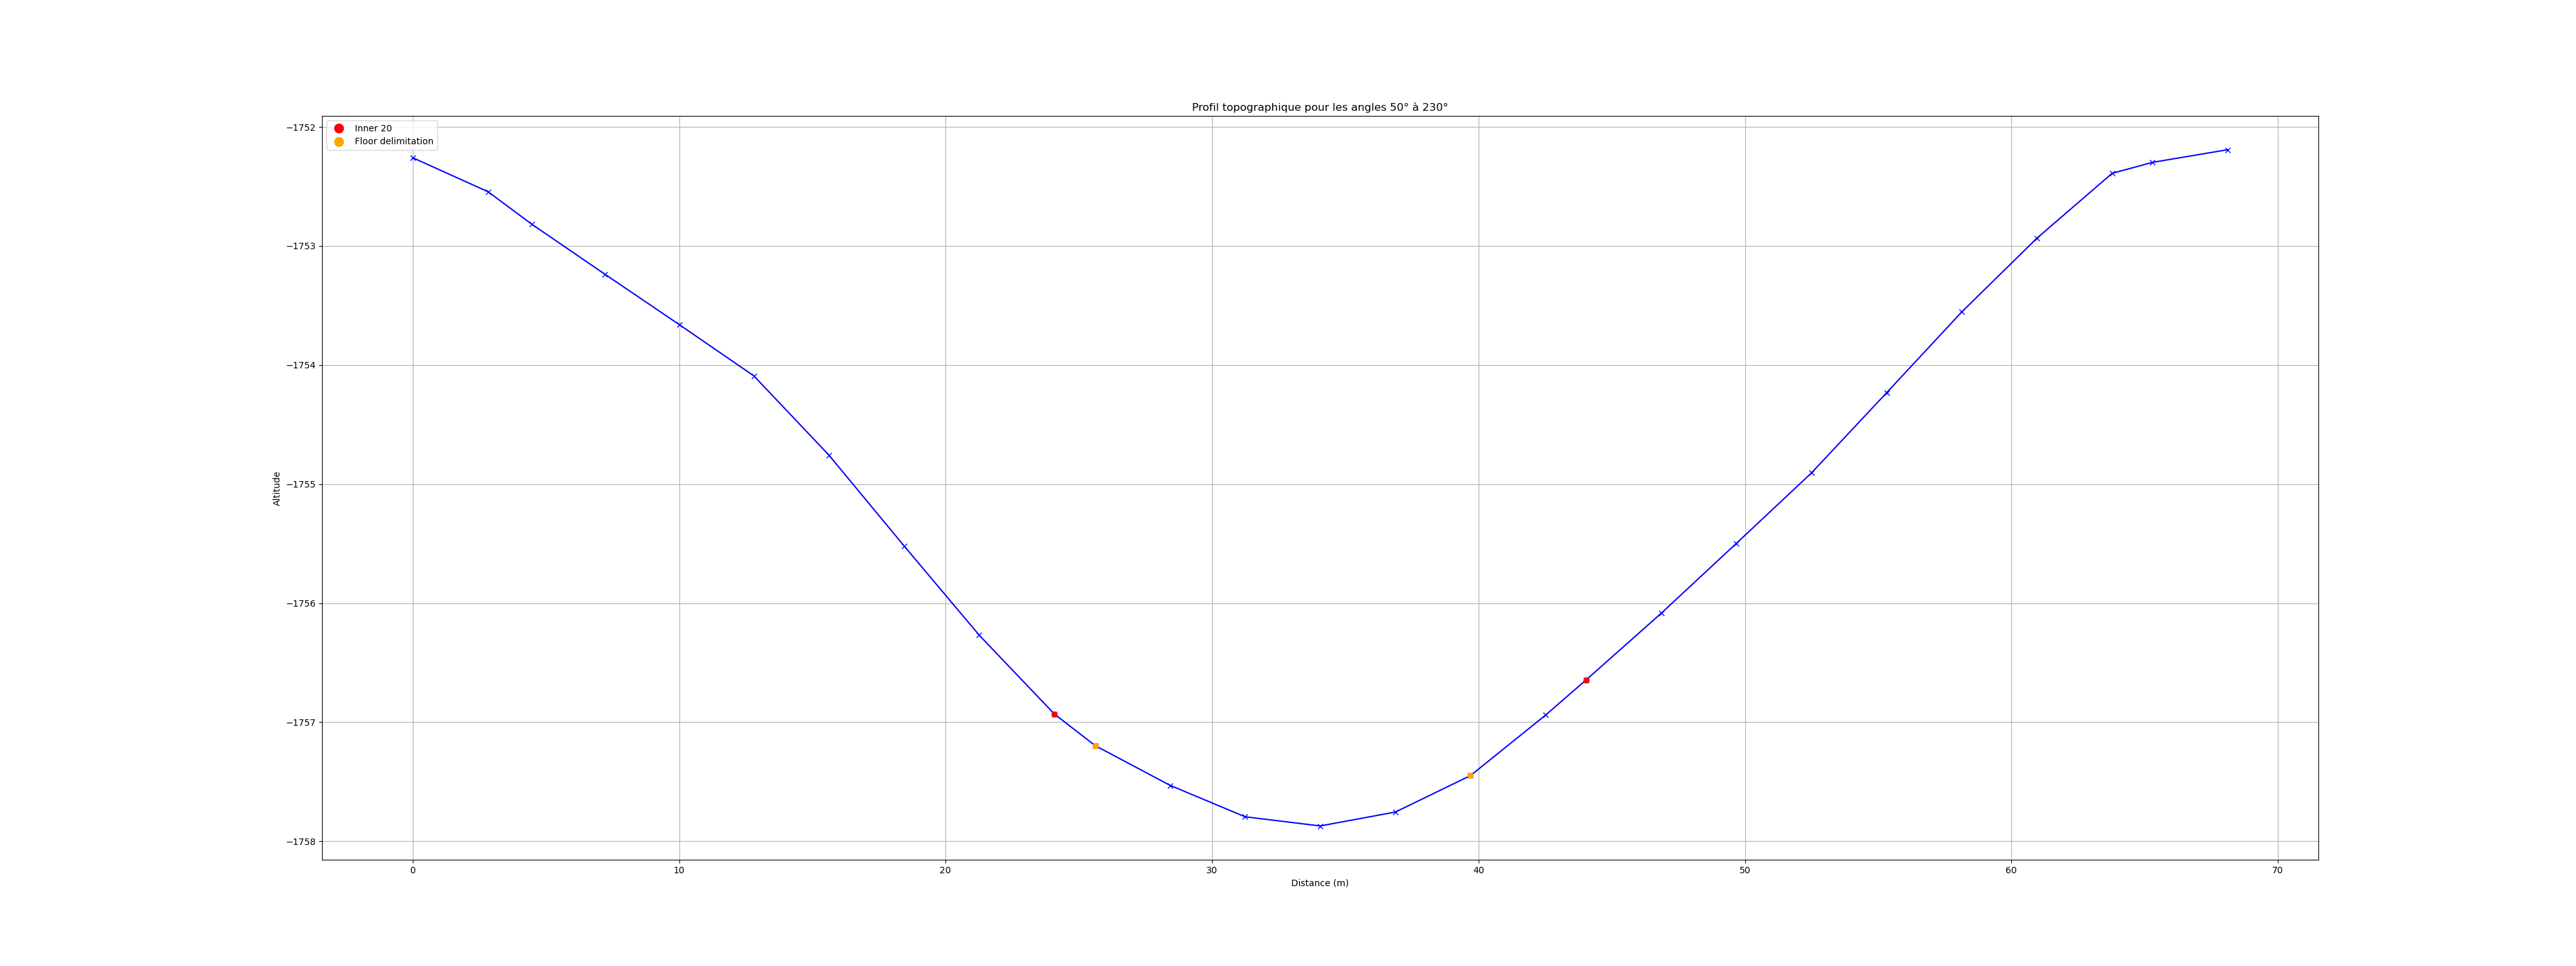 Profil topographique pour les angles 50° à 230°
Inner 20
Floor delimitation
Altitude
−1752
−1753
−1754
−1755
−1756
−1757
−1758
0 10 20 30 40 50 60 70
Distance (m)